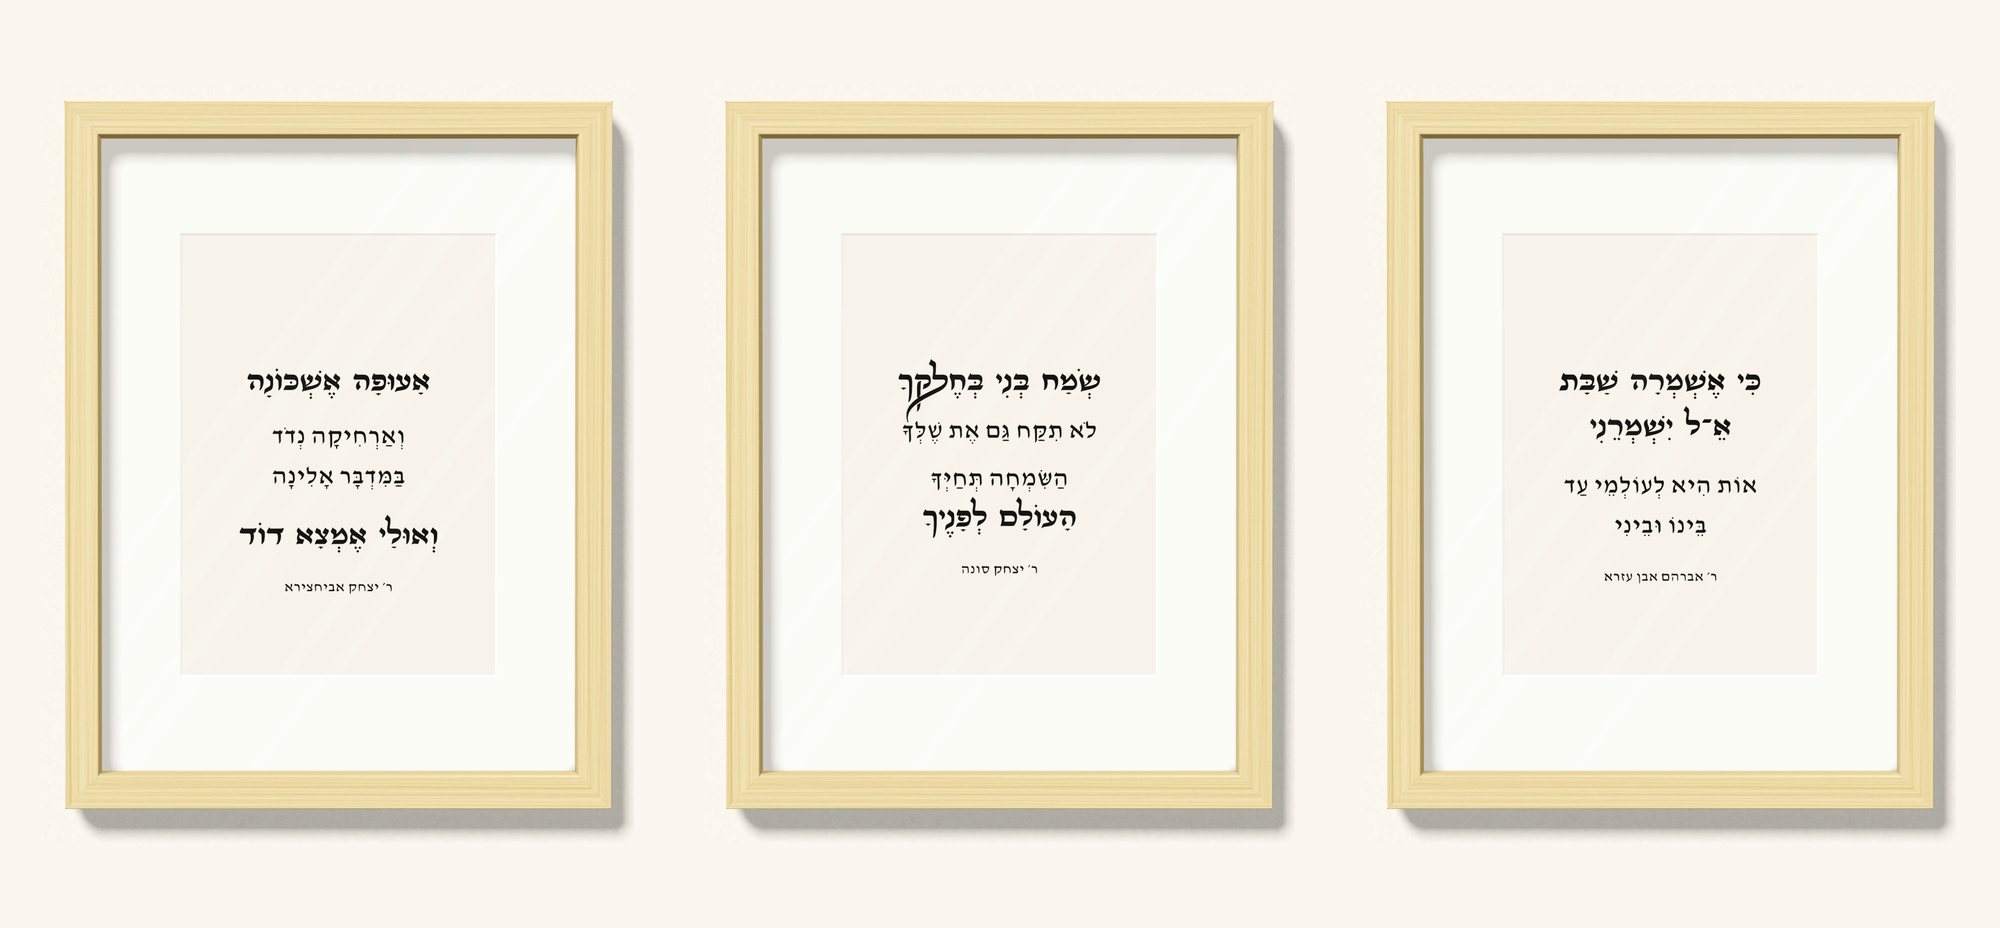 כִּי אֶשְׁמְרָה שַׁבָּת
אֵ־ל יִשְׁמְרֵנִי
אוֹת הִיא לְעוֹלְמֵי עַד
בֵּינוֹ וּבֵינִי
ר׳ אברהם אבן עזרא
שְׂמַח בְּנִי בְּחֶלְקְךָ
לֹא תִקַּח גַּם אֶת שֶׁלְּךָ
הַשִּׂמְחָה תְּחַיְּךָ
הָעוֹלָם לְפָנֶיךָ
ר׳ יצחק סונה
אָעוּפָה אֶשְׁכּוֹנָה
וְאַרְחִיקָה נְדֹד
בַּמִּדְבָּר אָלִינָה
וְאוּלַי אֶמְצָא דוֹד
ר׳ יצחק אביחצירא